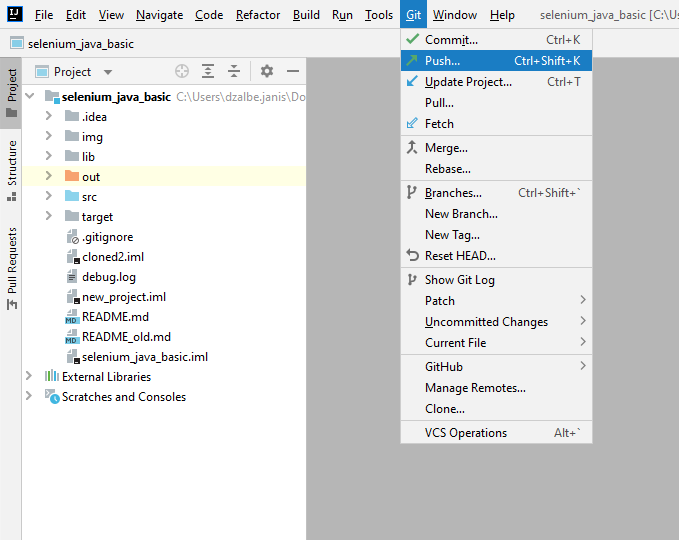 IJ File Edit View Navigate Code Refactor Build Run Tools Git Window Help selenium_java_basic [C:\Us
selenium_java_basic
Project
Structure
Pull Requests
Project
selenium_java_basic C:\Users\dzalbe.janis\Do
.idea
img
lib
out
src
target
.gitignore
cloned2.iml
debug.log
new_project.iml
MD README.md
MD README_old.md
selenium_java_basic.iml
External Libraries
Scratches and Consoles
Commit... Ctrl+K
Push... Ctrl+Shift+K
Update Project... Ctrl+T
Pull...
Fetch
Merge...
Rebase...
Branches... Ctrl+Shift+`
New Branch...
New Tag...
Reset HEAD...
Show Git Log
Patch
Uncommitted Changes
Current File
GitHub
Manage Remotes...
Clone...
VCS Operations Alt+`